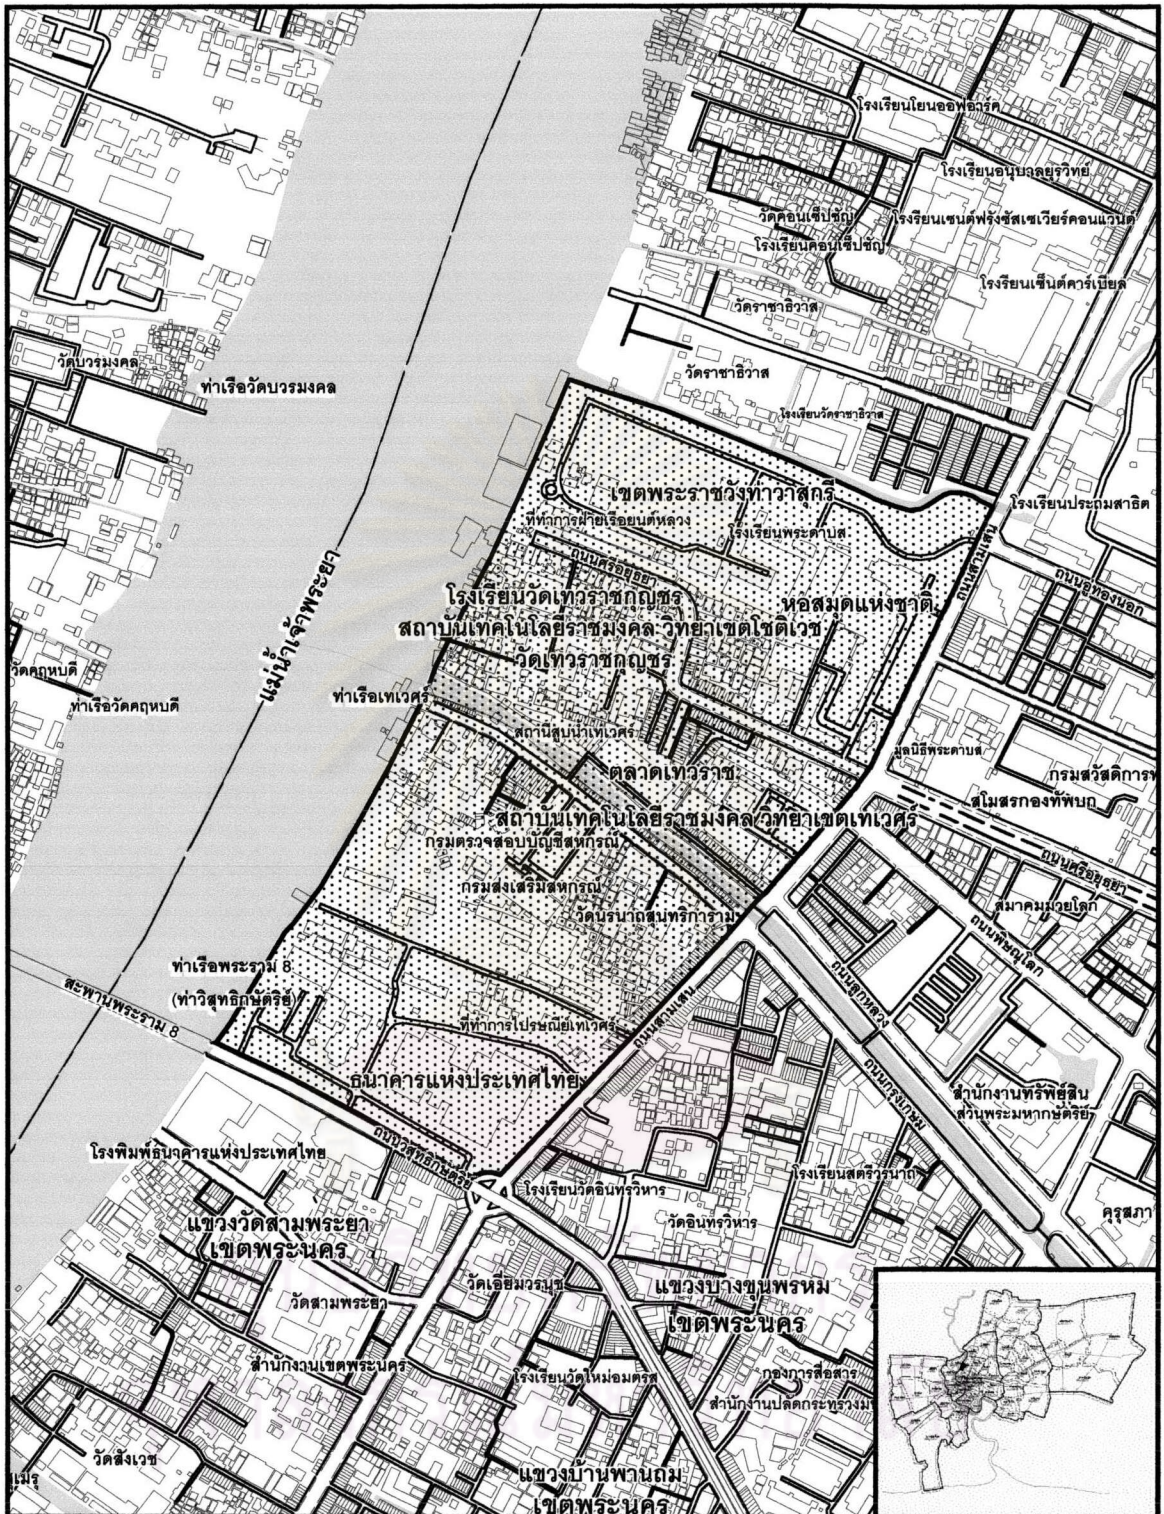 โรงเรียนโยนออฟอาร์ค
โรงเรียนอนุบาลยุรวิทย์
วัดคอนเซ็ปชัญ
โรงเรียนเซนต์ฟรังซีสเซเวียร์คอนแวนต์
โรงเรียนคอนเซ็ปชัญ
โรงเรียนเซ็นต์คาร์เบียล
วัดราชาธิวาส
วัดบวรมงคล
ท่าเรือวัดบวรมงคล
วัดราชาธิวาส
โรงเรียนวัดราชาธิวาส
เขตพระราชวังท่าวาสุกรี
โรงเรียนประถมสาธิต
ที่ทำการฝ่ายเรือยนต์หลวง
โรงเรียนพระดาบส
ถนนศรีอยุธยา
ถนนสามเสน
ถนนอู่ทองนอก
โรงเรียนวัดเทวราชกุญชร
หอสมุดแห่งชาติ
สถาบันเทคโนโลยีราชมงคล วิทยาเขตโชติเวช
วัดเทวราชกุญชร
แม่น้ำเจ้าพระยา
วัดคฤหบดี
ท่าเรือวัดคฤหบดี
ท่าเรือเทเวศร์
สถานีสูบน้ำเทเวศร์
มูลนิธิพระดาบส
ตลาดเทวราช
กรมสวัสดิการท
สโมสรกองทัพบก
สถาบันเทคโนโลยีราชมงคล วิทยาเขตเทเวศร์
กรมตรวจสอบบัญชีสหกรณ์
ถนนศรีอยุธยา
กรมส่งเสริมสหกรณ์
สมาคมมวยโลก
วัดนรนาถสุนทริการาม
ถนนพิษณุโลก
ท่าเรือพระราม 8
(ท่าวิสุทธิกษัตริย์)
สะพานพระราม 8
ถนนลูกหลวง
ที่ทำการไปรษณีย์เทเวศร์
ถนนสามเสน
ธนาคารแห่งประเทศไทย
ถนนกรุงเกษม
สำนักงานทรัพย์สิน
ส่วนพระมหากษัตริย์
ถนนวิสุทธิกษัตริย์
โรงพิมพ์ธนาคารแห่งประเทศไทย
โรงเรียนสตรีวรนาถ
โรงเรียนวัดอินทรวิหาร
คุรุสภา
แขวงวัดสามพระยา
เขตพระนคร
วัดอินทรวิหาร
วัดเอี่ยมวรนุช
แขวงบางขุนพรหม
เขตพระนคร
วัดสามพระยา
สำนักงานเขตพระนคร
โรงเรียนวัดใหม่อมตรส
กองการสื่อสาร
สำนักงานปลัดกระทรวงม
วัดสังเวช
สุเมรุ
แขวงบ้านพานถม
เขตพระนคร